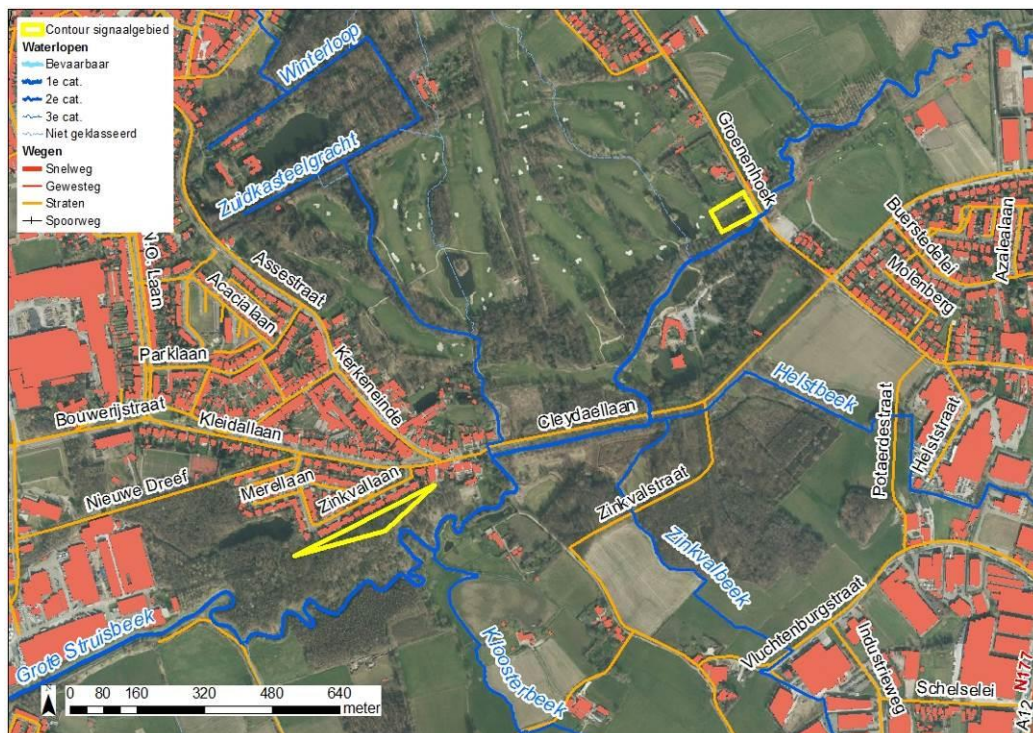 Contour signaalgebied
Waterlopen
Bevaarbaar
1e cat.
2e cat.
3e cat.
Niet geklasseerd
Wegen
Snelweg
Gewesteg
Straten
Spoorweg
Winterloop
Zuidkasteelgracht
Groenenhoek
Buerstedelei
Azalealaan
Molenberg
V.O. Laan
Acacialaan
Assestraat
Parklaan
Kerkeneinde
Bouwerijstraat
Kleidallaan
Cleydaellaan
Helstbeek
Potaerdestraat
Helststraat
Nieuwe Dreef
Merellaan
Zinkvallaan
Zinkvalstraat
Zinkvalbeek
Grote Struisbeek
Kloosterbeek
Vluchtenburgstraat
Industrieweg
Schelselei
A12 N177
0 80 160 320 480 640
meter